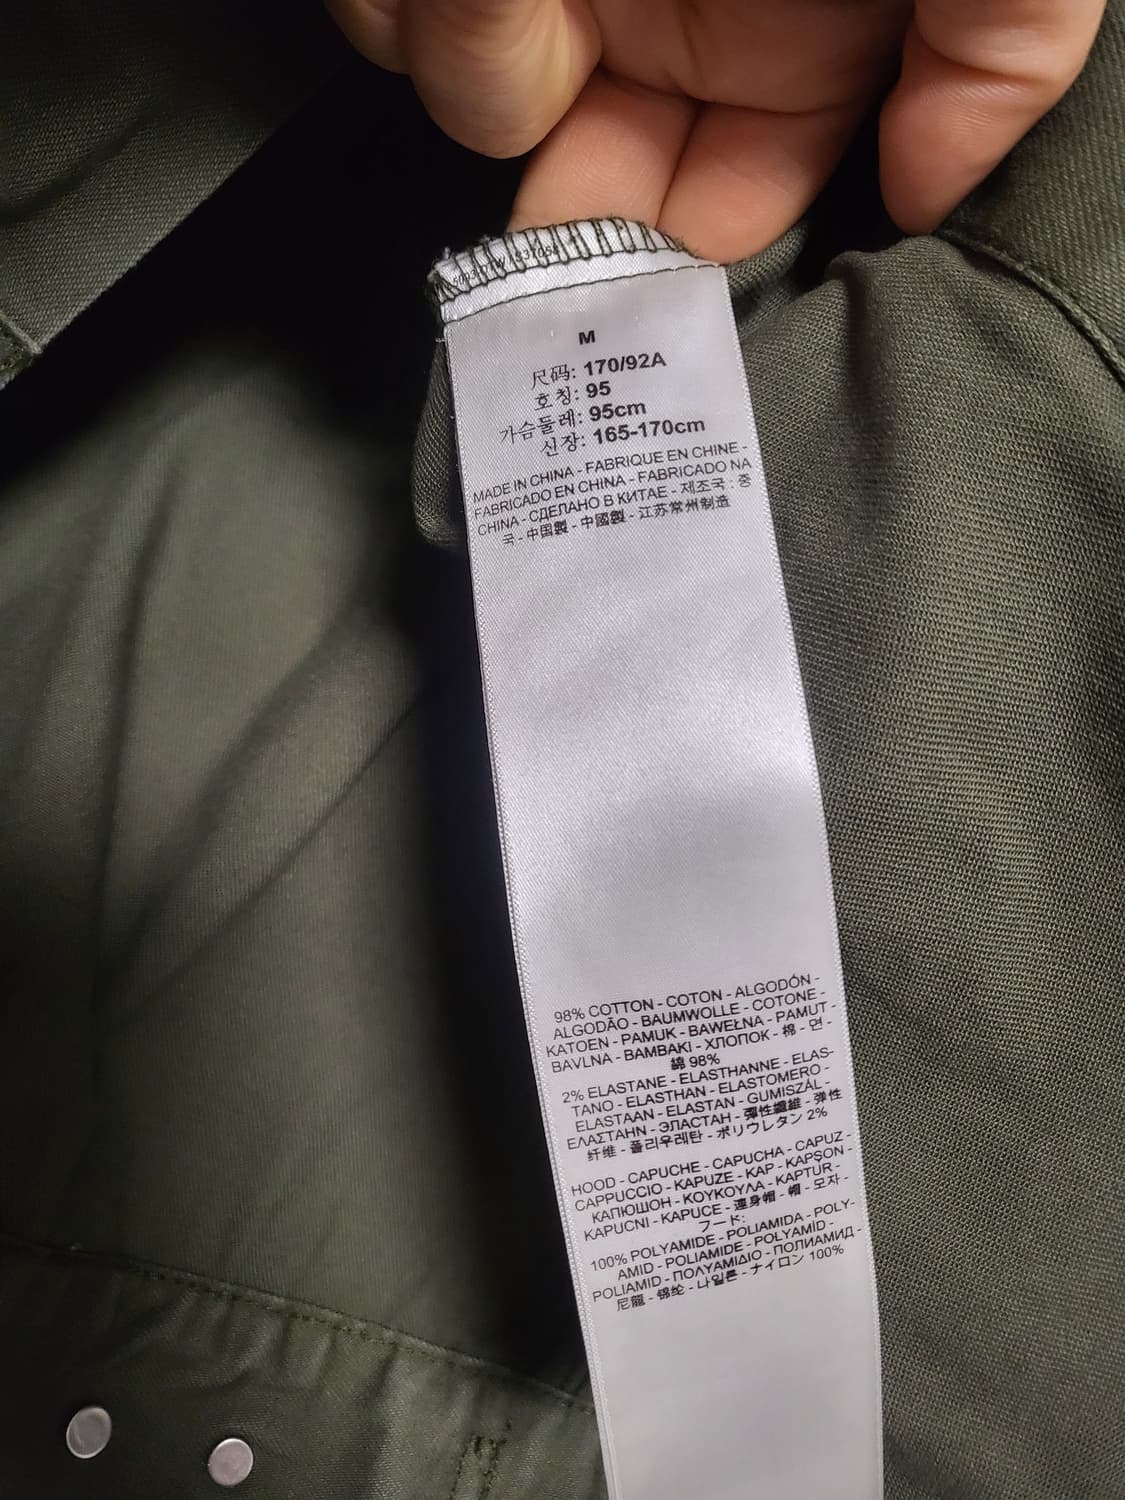 M
尺码: 170/92A
호칭: 95
가슴둘레: 95cm
신장: 165-170cm
MADE IN CHINA - FABRIQUE EN CHINE -
FABRICADO EN CHINA - FABRICADO NA
CHINA - СДЕЛАНО В КИТАЕ - 제조국 : 중
국 - 中国製 - 中國製 - 江苏常州制造
98% COTTON - COTON - ALGODÓN -
ALGODÃO - BAUMWOLLE - COTONE -
KATOEN - PAMUK - BAWEŁNA - PAMUT -
BAVLNA - ΒΑΜΒΑΚΙ - ХЛОПОК - 棉 - 면 -
綿 98%
2% ELASTANE - ELASTHANNE - ELAS-
TANO - ELASTHAN - ELASTOMERO -
ELASTAAN - ELASTAN - GUMISZÁL -
ΕΛΑΣΤΑΗΝ - ЭЛАСТАН - 彈性纖維 - 弹性
纤维 - 폴리우레탄 - ポリウレタン 2%
HOOD - CAPUCHE - CAPUCHA - CAPUZ -
CAPPUCCIO - KAPUZE - KAP - KAPŞON -
КАПЮШОН - ΚΟΥΚΟΥΛΑ - KAPTUR -
KAPUCNI - KAPUCE - 連身帽 - 帽 - 모자 -
フード:
100% POLYAMIDE - POLIAMIDA - POLY-
AMID - POLIAMIDE - POLYAMİD -
POLIAMID - ΠΟΛΥΑΜΙΔΙΟ - ПОЛИАМИД -
尼龍 - 锦纶 - 나일론 - ナイロン 100%